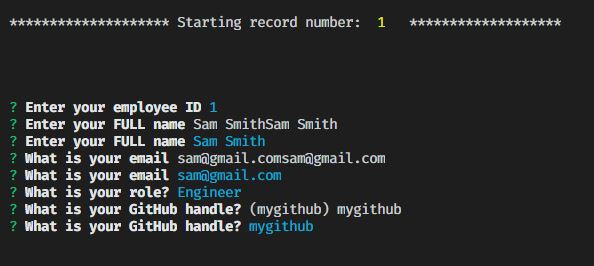 ******************** Starting record number:  1   *******************
? Enter your employee ID 1
? Enter your FULL name Sam SmithSam Smith
? Enter your FULL name Sam Smith
? What is your email sam@gmail.comsam@gmail.com
? What is your email sam@gmail.com
? What is your role? Engineer
? What is your GitHub handle? (mygithub) mygithub
? What is your GitHub handle? mygithub